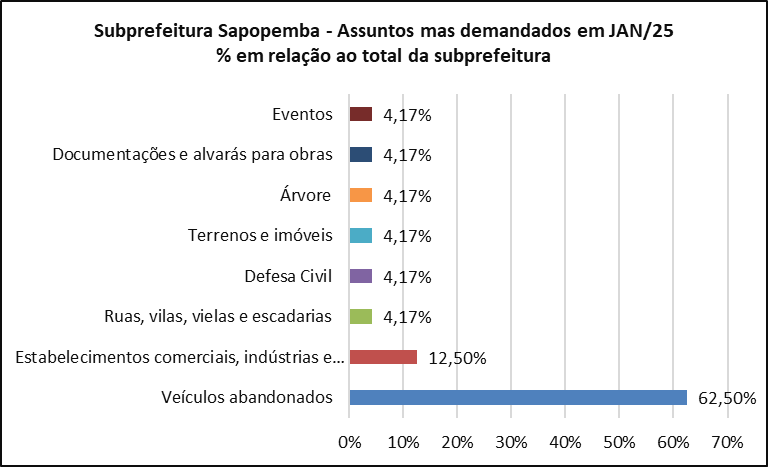 Subprefeitura Sapopemba - Assuntos mas demandados em JAN/25
% em relação ao total da subprefeitura
Eventos 4,17%
Documentações e alvarás para obras 4,17%
Árvore 4,17%
Terrenos e imóveis 4,17%
Defesa Civil 4,17%
Ruas, vilas, vielas e escadarias 4,17%
Estabelecimentos comerciais, indústrias e... 12,50%
Veículos abandonados 62,50%
0% 10% 20% 30% 40% 50% 60% 70%